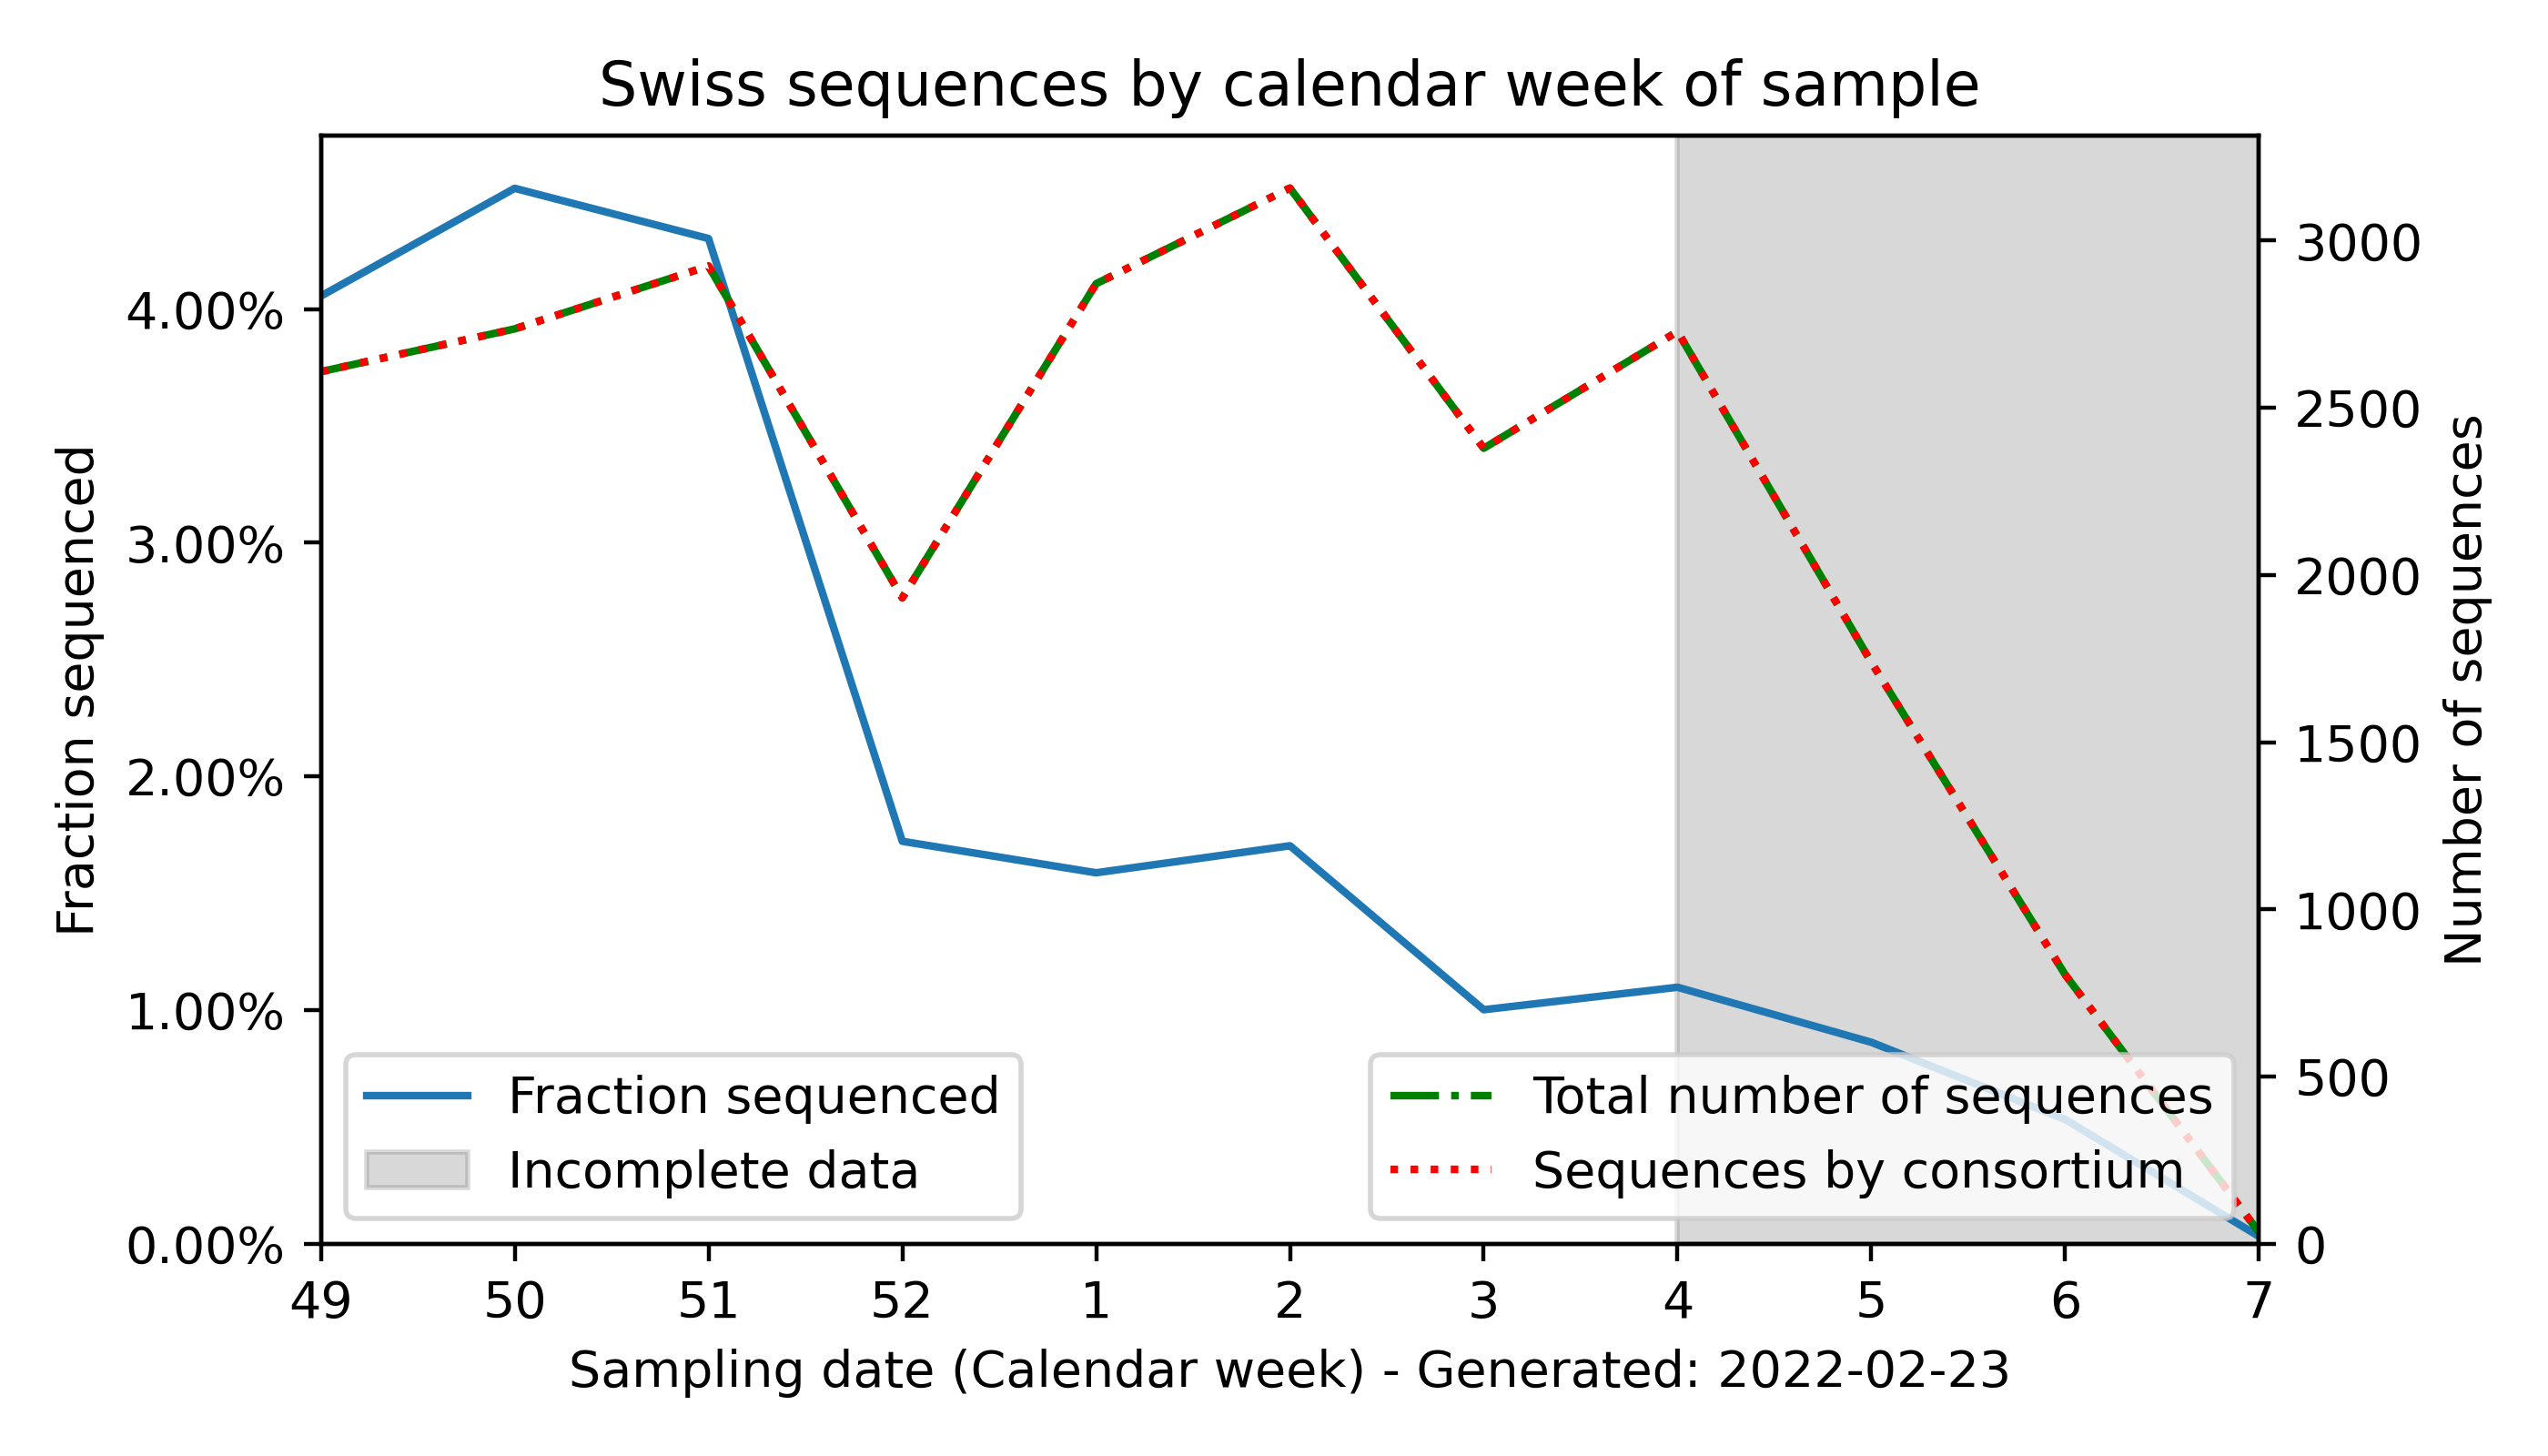 Swiss sequences by calendar week of sample
Fraction sequenced
4.00%
3.00%
2.00%
1.00%
0.00%
3000
2500
2000
1500
1000
500
0
Number of sequences
Fraction sequenced
Incomplete data
Total number of sequences
Sequences by consortium
49 50 51 52 1 2 3 4 5 6 7
Sampling date (Calendar week) - Generated: 2022-02-23